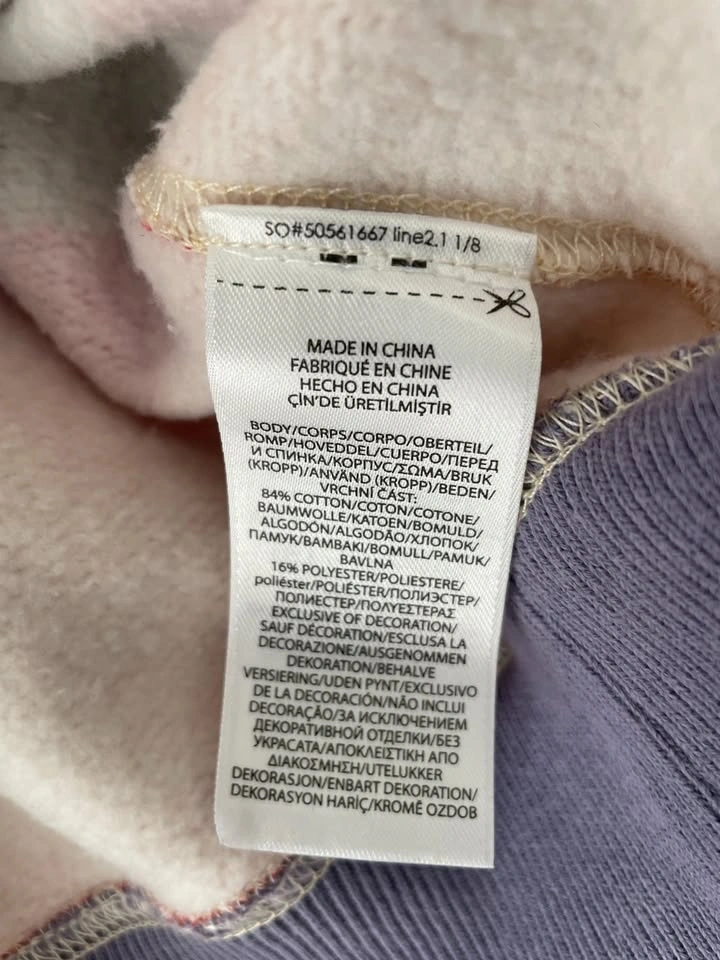 SO#50561667 line2.1 1/8
MADE IN CHINA
FABRIQUÉ EN CHINE
HECHO EN CHINA
ÇİN'DE ÜRETİLMİŞTİR
BODY/CORPS/CORPO/OBERTEIL/
ROMP/HOVEDDEL/CUERPO/ПЕРЕД
И СПИНКА/КОРПУС/ΣΩΜΑ/BRUK
(KROPP)/ANVÄND (KROPP)/BEDEN/
VRCHNÍ ČÁST:
84% COTTON/COTON/COTONE/
BAUMWOLLE/KATOEN/BOMULD/
ALGODÓN/ALGODÃO/ХЛОПОК/
ПАМУК/ΒΑΜΒΑΚΙ/BOMULL/PAMUK/
BAVLNA
16% POLYESTER/POLIESTERE/
poliéster/POLIÉSTER/ПОЛИЭСТЕР/
ПОЛИЕСТЕР/ΠΟΛΥΕΣΤΕΡΑΣ
EXCLUSIVE OF DECORATION/
SAUF DÉCORATION/ESCLUSA LA
DECORAZIONE/AUSGENOMMEN
DEKORATION/BEHALVE
VERSIERING/UDEN PYNT/EXCLUSIVO
DE LA DECORACIÓN/NÃO INCLUI
DECORAÇÃO/ЗА ИСКЛЮЧЕНИЕМ
ДЕКОРАТИВНОЙ ОТДЕЛКИ/БЕЗ
УКРАСАТА/ΑΠΟΚΛΕΙΣΤΙΚΗ ΑΠΟ
ΔΙΑΚΟΣΜΗΣΗ/UTELUKKER
DEKORASJON/ENBART DEKORATION/
DEKORASYON HARİÇ/KROMĚ OZDOB